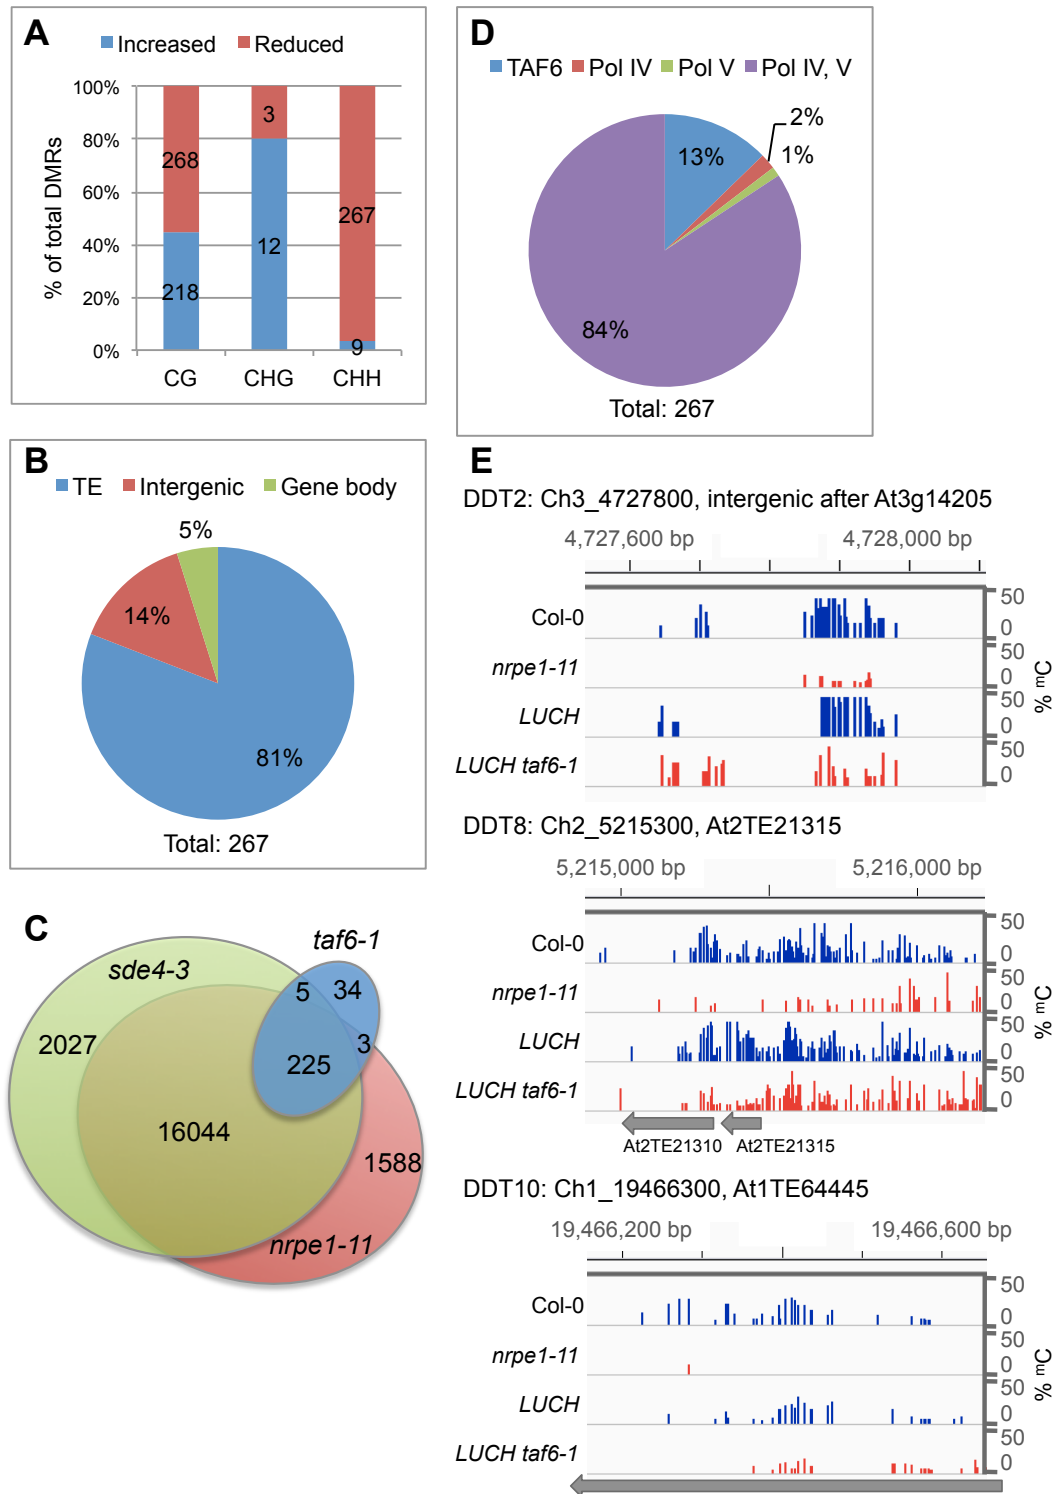 A
Increased Reduced
100%
80%
60%
40%
20%
0%
% of total DMRs
268
218
3
12
267
9
CG CHG CHH
B
TE Intergenic Gene body
5%
14%
81%
Total: 267
C
sde4-3
taf6-1
nrpe1-11
2027
5
34
3
225
16044
1588
D
TAF6 Pol IV Pol V Pol IV, V
13%
2%
1%
84%
Total: 267
E
DDT2: Ch3_4727800, intergenic after At3g14205
4,727,600 bp 4,728,000 bp
Col-0 50 0
nrpe1-11 50 0
LUCH 50 0
LUCH taf6-1 50 0
% mC
DDT8: Ch2_5215300, At2TE21315
5,215,000 bp 5,216,000 bp
Col-0 50 0
nrpe1-11 50 0
LUCH 50 0
LUCH taf6-1 50 0
% mC
At2TE21310 At2TE21315
DDT10: Ch1_19466300, At1TE64445
19,466,200 bp 19,466,600 bp
Col-0 50 0
nrpe1-11 50 0
LUCH 50 0
LUCH taf6-1 50 0
% mC